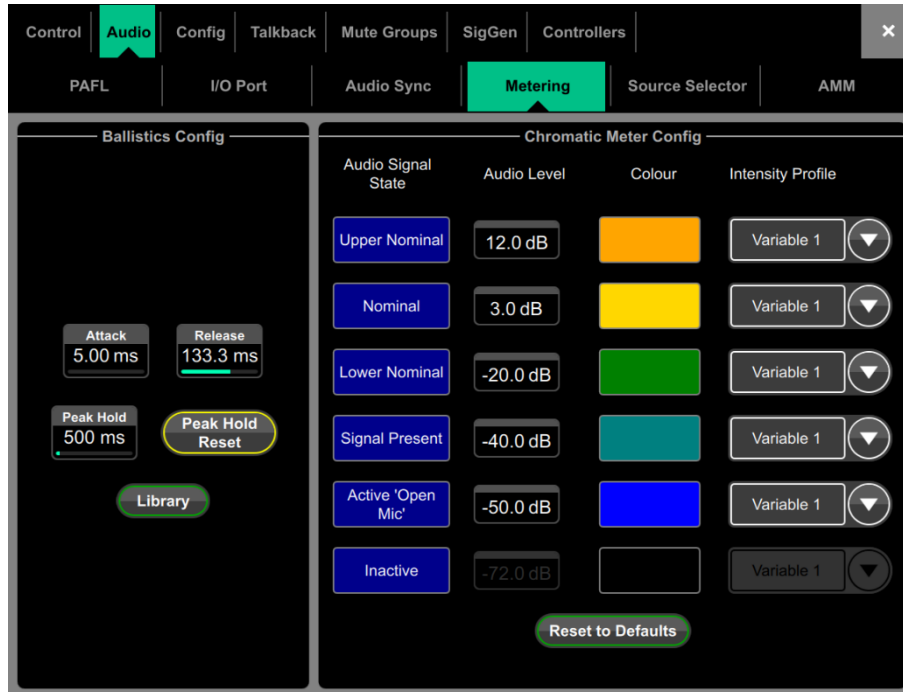 Control Audio Config Talkback Mute Groups SigGen Controllers ×
PAFL I/O Port Audio Sync Metering Source Selector AMM
Ballistics Config
Attack
5.00 ms
Release
133.3 ms
Peak Hold
500 ms
Peak Hold
Reset
Library
Chromatic Meter Config
Audio Signal
State
Audio Level
Colour
Intensity Profile
Upper Nominal
12.0 dB
Variable 1
Nominal
3.0 dB
Variable 1
Lower Nominal
-20.0 dB
Variable 1
Signal Present
-40.0 dB
Variable 1
Active 'Open
Mic'
-50.0 dB
Variable 1
Inactive
-72.0 dB
Variable 1
Reset to Defaults